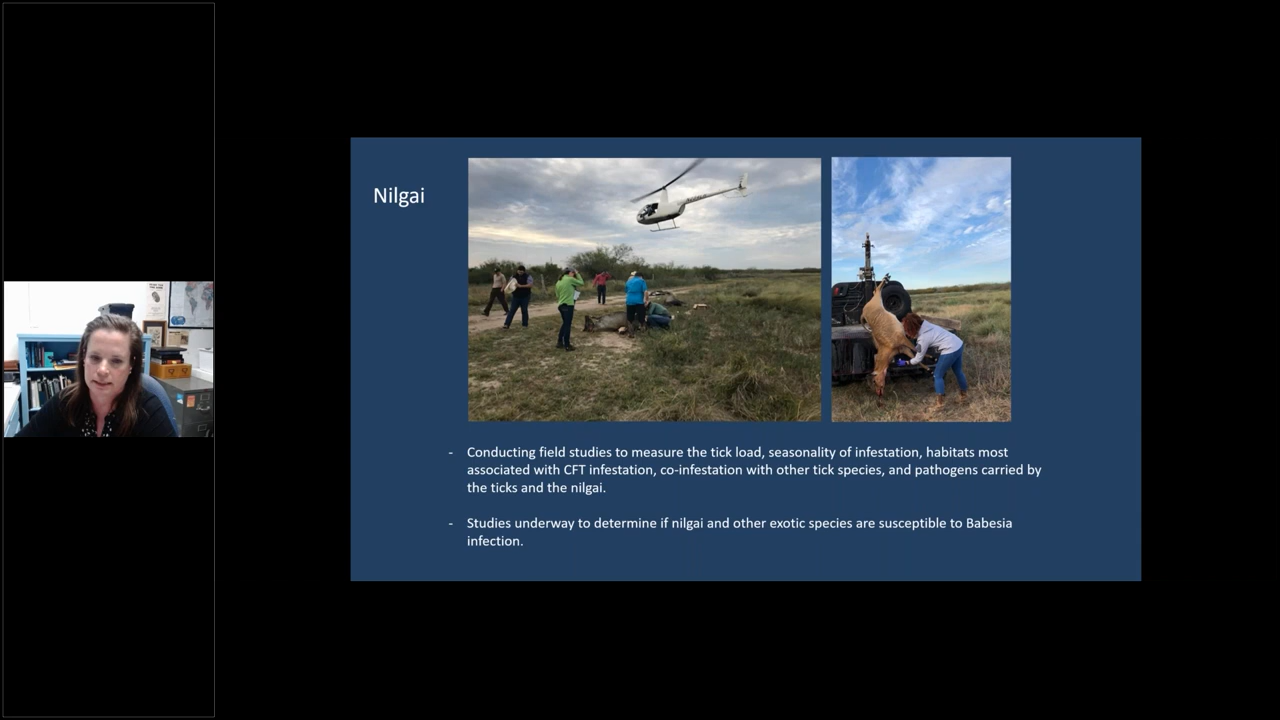 Nilgai
- Conducting field studies to measure the tick load, seasonality of infestation, habitats most
associated with CFT infestation, co-infestation with other tick species, and pathogens carried by
the ticks and the nilgai.
- Studies underway to determine if nilgai and other exotic species are susceptible to Babesia
infection.